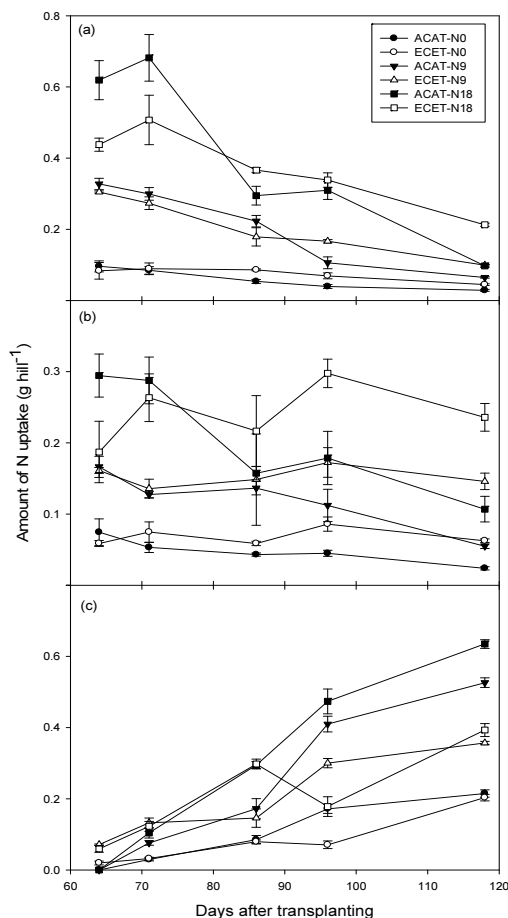 0.8
(a)
ACAT-N0
ECET-N0
ACAT-N9
ECET-N9
ACAT-N18
ECET-N18
0.6
0.4
0.2
(b)
0.3
0.2
0.1
Amount of N uptake (g hill⁻¹)
(c)
0.6
0.4
0.2
0.0
60 70 80 90 100 110 120
Days after transplanting